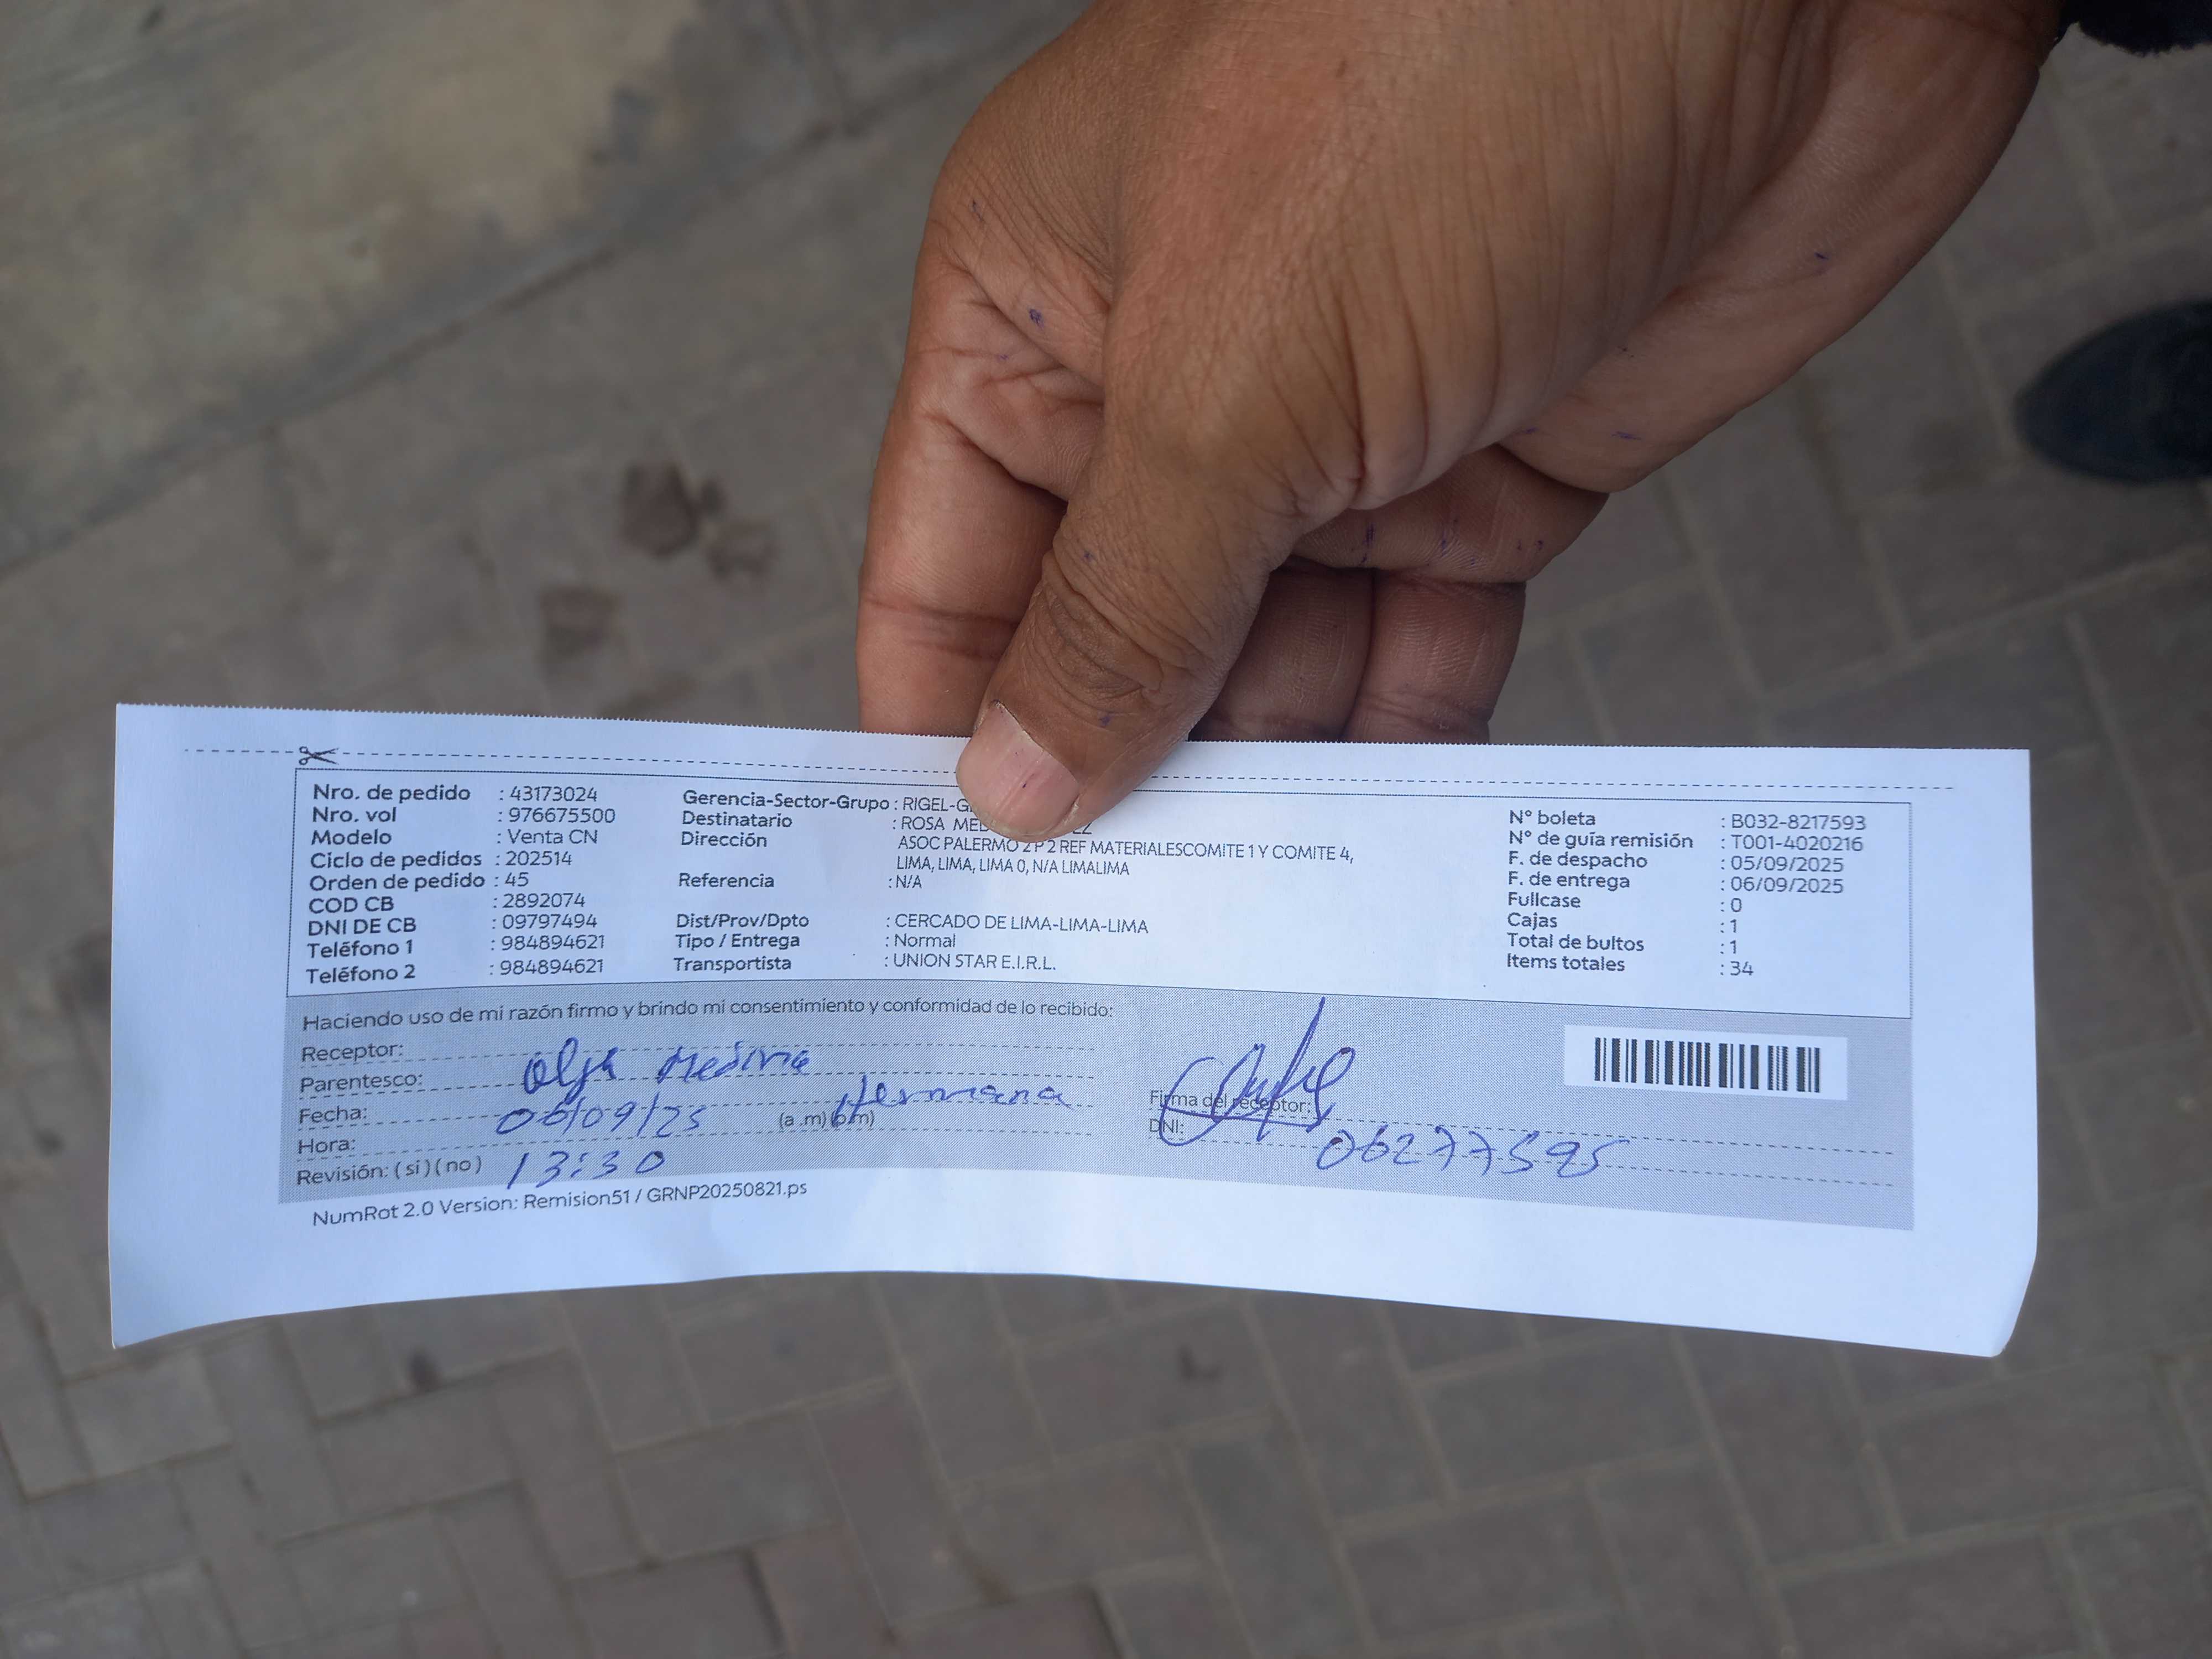 Nro. de pedido : 43173024
Nro. vol : 976675500
Modelo : Venta CN
Ciclo de pedidos : 202514
Orden de pedido : 45
COD CB : 2892074
DNI DE CB : 09797494
Teléfono 1 : 984894621
Teléfono 2 : 984894621
Gerencia-Sector-Grupo : RIGEL-G
Destinatario : ROSA MED EZ
Dirección ASOC PALERMO 2 P 2 REF MATERIALESCOMITE 1 Y COMITE 4,
LIMA, LIMA, LIMA 0, N/A LIMALIMA
Referencia : N/A
Dist/Prov/Dpto : CERCADO DE LIMA-LIMA-LIMA
Tipo / Entrega : Normal
Transportista : UNION STAR E.I.R.L.
N° boleta : B032-8217593
N° de guía remisión : T001-4020216
F. de despacho : 05/09/2025
F. de entrega : 06/09/2025
Fullcase : 0
Cajas : 1
Total de bultos : 1
Items totales : 34
Haciendo uso de mi razón firmo y brindo mi consentimiento y conformidad de lo recibido:
Receptor: Olga Medina
Parentesco: Hermana
Fecha: 06/09/25 (a .m) (p.m)
Hora: 13:30
Revisión: ( si ) ( no )
Firma del receptor:
DNI: 06277595
NumRot 2.0 Version: Remision51 / GRNP20250821.ps